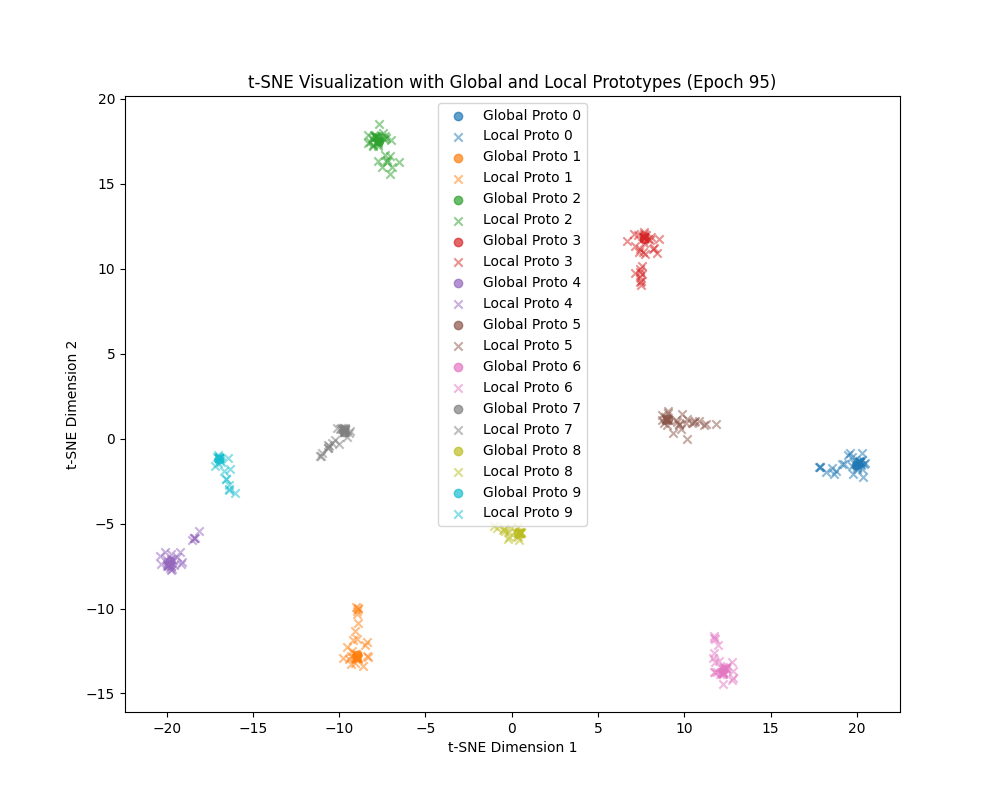 t-SNE Visualization with Global and Local Prototypes (Epoch 95)
Global Proto 0
Local Proto 0
Global Proto 1
Local Proto 1
Global Proto 2
Local Proto 2
Global Proto 3
Local Proto 3
Global Proto 4
Local Proto 4
Global Proto 5
Local Proto 5
Global Proto 6
Local Proto 6
Global Proto 7
Local Proto 7
Global Proto 8
Local Proto 8
Global Proto 9
Local Proto 9
t-SNE Dimension 2
20
15
10
5
0
−5
−10
−15
−20 −15 −10 −5 0 5 10 15 20
t-SNE Dimension 1